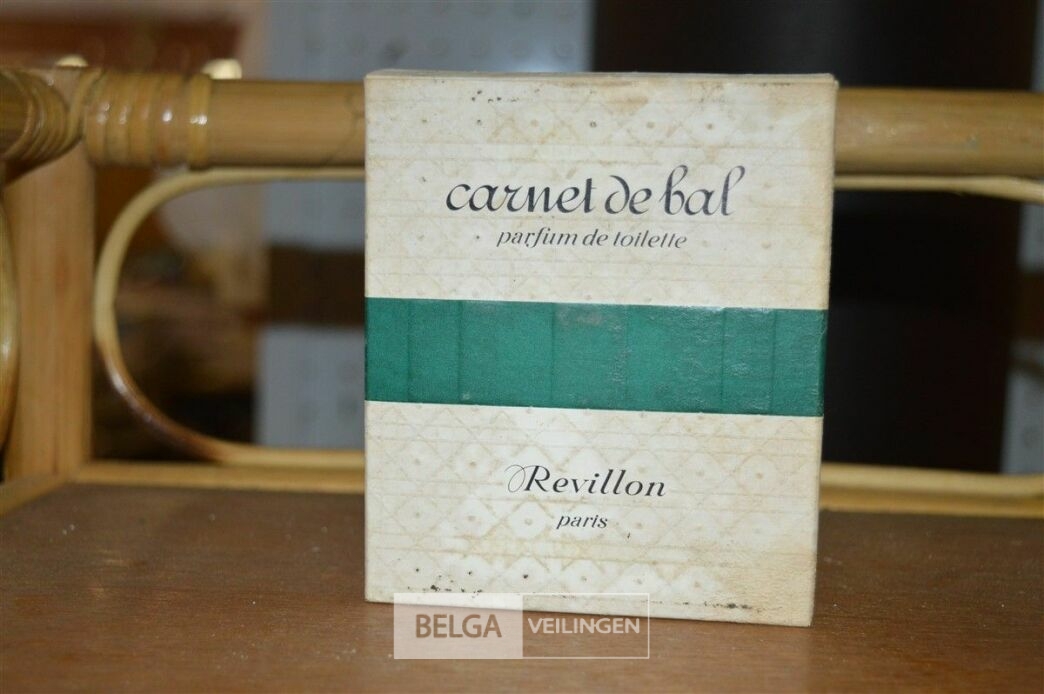 carnet de bal
parfum de toilette
Revillon
paris
BELGA VEILINGEN